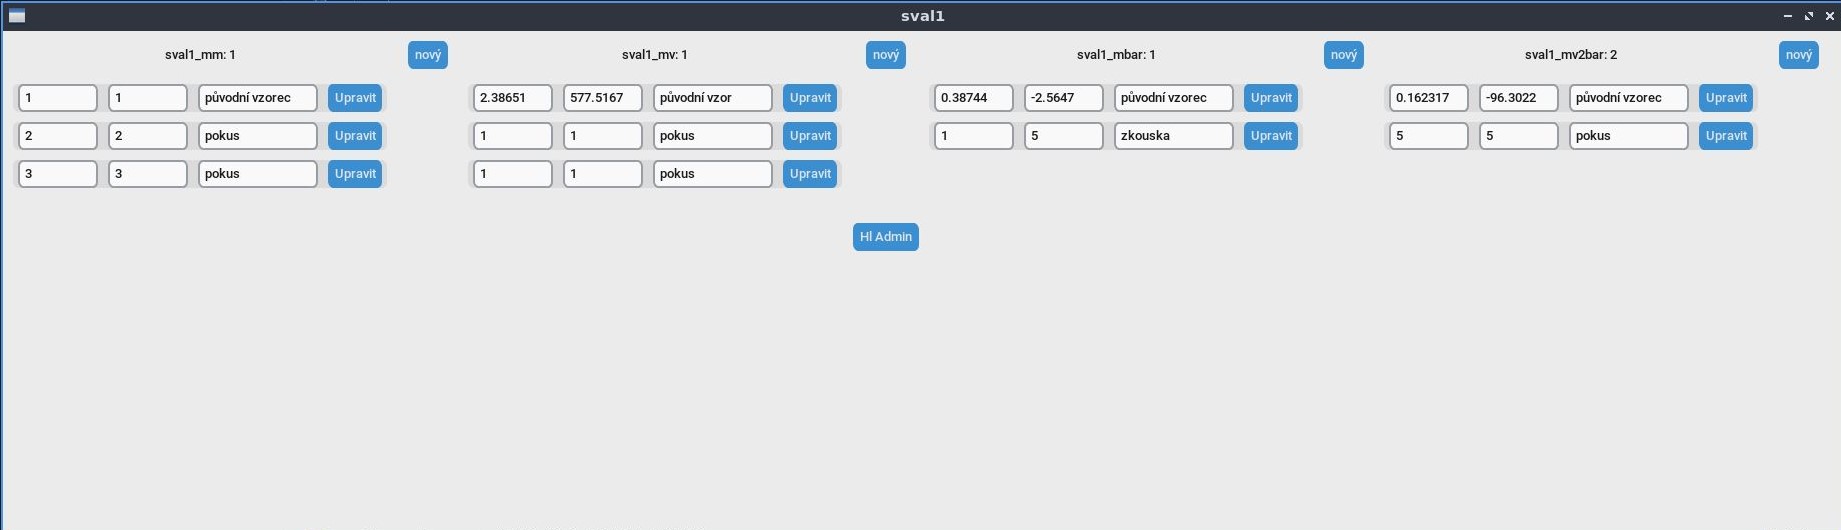 sval1
sval1_mm: 1 nový sval1_mv: 1 nový sval1_mbar: 1 nový sval1_mv2bar: 2 nový
1 1 původní vzorec Upravit 2.38651 577.5167 původní vzor Upravit 0.38744 -2.5647 původní vzorec Upravit 0.162317 -96.3022 původní vzorec Upravit
2 2 pokus Upravit 1 1 pokus Upravit 1 5 zkouska Upravit 5 5 pokus Upravit
3 3 pokus Upravit 1 1 pokus Upravit
Hl Admin